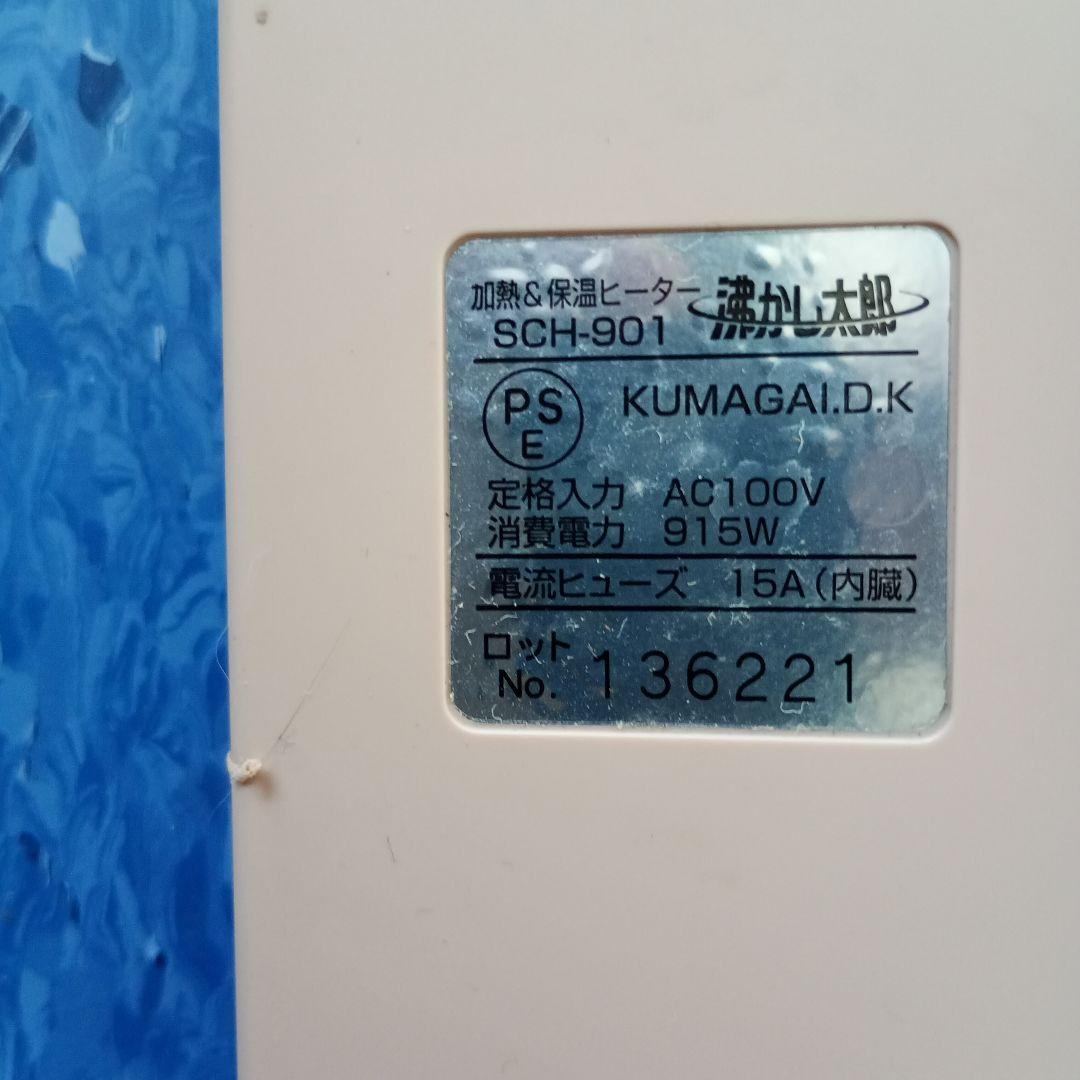 加熱&保温ヒーター 沸かし太郎
SCH-901
PS
E
KUMAGAI.D.K
定格入力 AC100V
消費電力 915W
電流ヒューズ 15A(内臓)
ロット
No. 136221